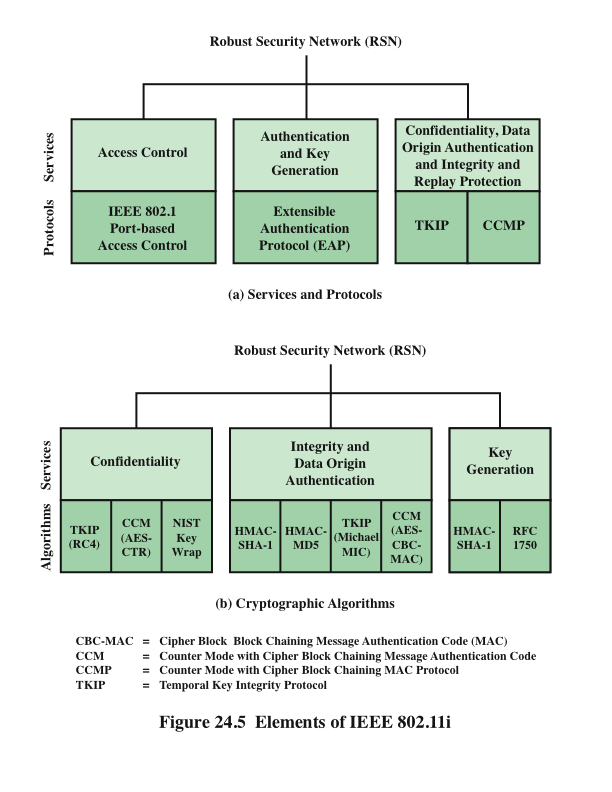 Robust Security Network (RSN)
Services
Access Control
Authentication
and Key
Generation
Confidentiality, Data
Origin Authentication
and Integrity and
Replay Protection
Protocols
IEEE 802.1
Port-based
Access Control
Extensible
Authentication
Protocol (EAP)
TKIP
CCMP
(a) Services and Protocols
Robust Security Network (RSN)
Services
Confidentiality
Integrity and
Data Origin
Authentication
Key
Generation
Algorithms
TKIP
(RC4)
CCM
(AES-
CTR)
NIST
Key
Wrap
HMAC-
SHA-1
HMAC-
MD5
TKIP
(Michael
MIC)
CCM
(AES-
CBC-
MAC)
HMAC-
SHA-1
RFC
1750
(b) Cryptographic Algorithms
CBC-MAC = Cipher Block Block Chaining Message Authentication Code (MAC)
CCM = Counter Mode with Cipher Block Chaining Message Authentication Code
CCMP = Counter Mode with Cipher Block Chaining MAC Protocol
TKIP = Temporal Key Integrity Protocol
Figure 24.5 Elements of IEEE 802.11i